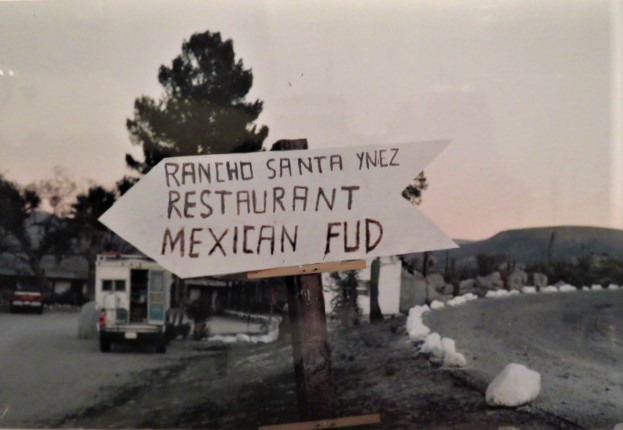 RANCHO SANTA YNEZ
RESTAURANT
MEXICAN FUD